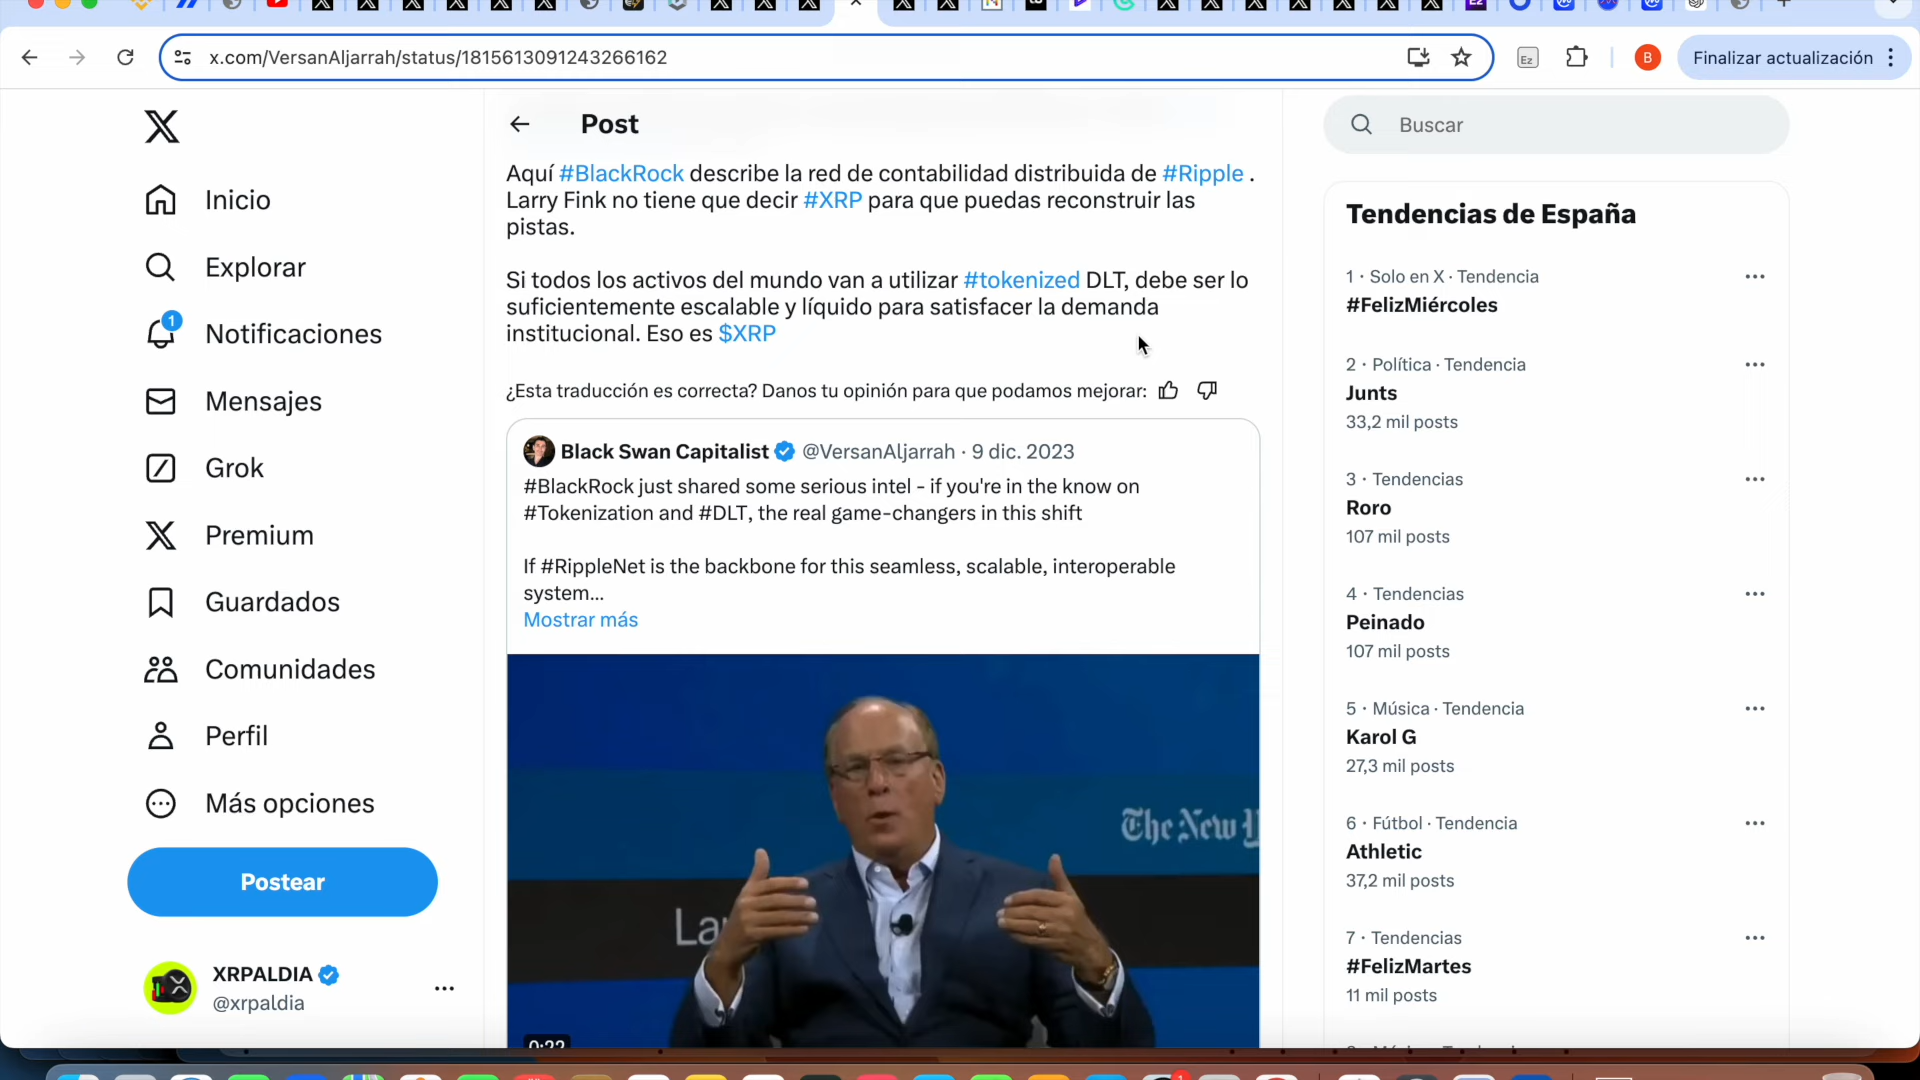 x.com/VersanAljarrah/status/1815613091243266162
Ez
B
Finalizar actualización
Inicio
Explorar
1
Notificaciones
Mensajes
Grok
Premium
Guardados
Comunidades
Perfil
Más opciones
Postear
XRPALDIA
@xrpaldia
Post
Aquí #BlackRock describe la red de contabilidad distribuida de #Ripple .
Larry Fink no tiene que decir #XRP para que puedas reconstruir las
pistas.
Si todos los activos del mundo van a utilizar #tokenized DLT, debe ser lo
suficientemente escalable y líquido para satisfacer la demanda
institucional. Eso es $XRP
¿Esta traducción es correcta? Danos tu opinión para que podamos mejorar:
Black Swan Capitalist @VersanAljarrah · 9 dic. 2023
#BlackRock just shared some serious intel - if you're in the know on
#Tokenization and #DLT, the real game-changers in this shift
If #RippleNet is the backbone for this seamless, scalable, interoperable
system...
Mostrar más
The New Y
La
0:22
Buscar
Tendencias de España
1 · Solo en X · Tendencia
#FelizMiércoles
2 · Política · Tendencia
Junts
33,2 mil posts
3 · Tendencias
Roro
107 mil posts
4 · Tendencias
Peinado
107 mil posts
5 · Música · Tendencia
Karol G
27,3 mil posts
6 · Fútbol · Tendencia
Athletic
37,2 mil posts
7 · Tendencias
#FelizMartes
11 mil posts